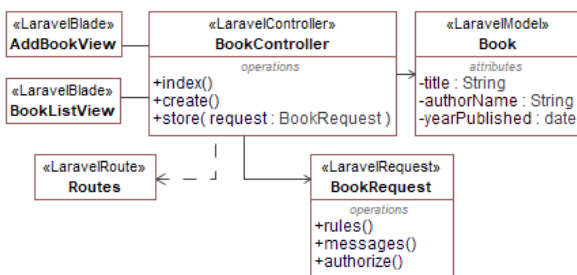 «LaravelBlade»
AddBookView
«LaravelBlade»
BookListView
«LaravelController»
BookController
operations
+index()
+create()
+store( request : BookRequest )
«LaravelModel»
Book
attributes
-title : String
-authorName : String
-yearPublished : date
«LaravelRoute»
Routes
«LaravelRequest»
BookRequest
operations
+rules()
+messages()
+authorize()